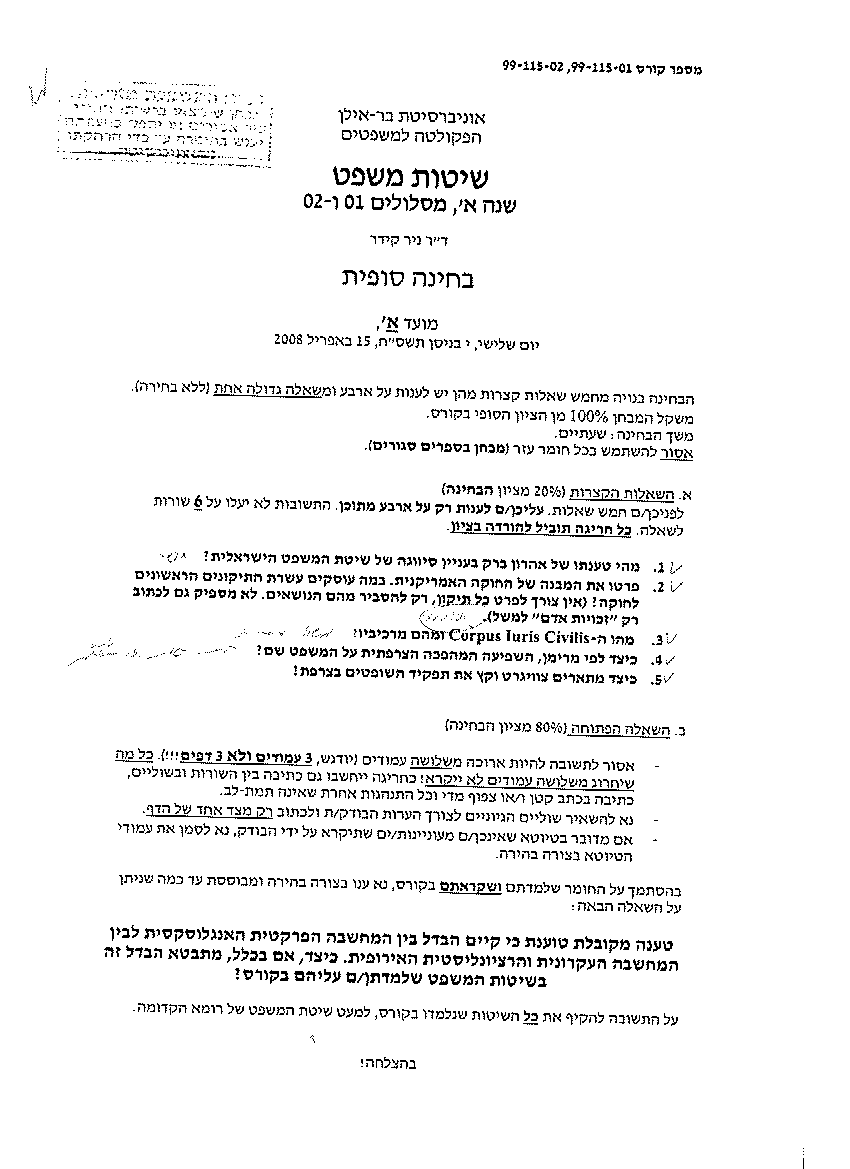 מספר קורס 99-115-01, 99-115-02
אוניברסיטת בר-אילן
הפקולטה למשפטים
שיטות משפט
שנה א', מסלולים 01 ו-02
ד"ר ניר קידר
בחינה סופית
מועד א',
יום שלישי, י בניסן תשס"ח, 15 באפריל 2008
הבחינה בנויה מחמש שאלות קצרות מהן יש לענות על ארבע ומשאלה גדולה אחת (ללא בחירה).
משקל המבחן 100% מן הציון הסופי בקורס.
משך הבחינה: שעתיים.
אסור להשתמש בכל חומר עזר (מבחן בספרים סגורים).
א. השאלות הקצרות (20% מציון הבחינה)
לפניכן/ם חמש שאלות. עליכן/ם לענות רק על ארבע מתוכן. התשובות לא יעלו על 6 שורות
לשאלה. כל חריגה תוביל להורדה בציון.
1. מהי טענתו של אהרון ברק בעניין סיווגה של שיטת המשפט הישראלית?
2. פרטו את המבנה של החוקה האמריקנית. במה עוסקים עשרת התיקונים הראשונים
לחוקה? (אין צורך לפרט כל תיקון, רק להסביר מהם הנושאים. לא מספיק גם לכתוב
רק "זכויות אדם" למשל).
3. מהו ה-Corpus Iuris Civilis ומהם מרכיביו?
4. כיצד לפי מרימן, השפיעה המהפכה הצרפתית על המשפט שם?
5. כיצד מתארים צוויגרט וקץ את תפקיד השופטים בצרפת?
ב. השאלה הפתוחה (80% מציון הבחינה)
- אסור לתשובה להיות ארוכה משלושה עמודים (יודגש, 3 עמודים ולא 3 דפים!!!). כל מה
שיחרוג משלושה עמודים לא ייקרא! כחריגה ייחשבו גם כתיבה בין השורות ובשוליים,
כתיבה בכתב קטן ו/או צפוף מדי וכל התנהגות אחרת שאינה תמת-לב.
- נא להשאיר שוליים הגיוניים לצורך הערות הבודק/ת ולכתוב רק מצד אחד של הדף.
- אם מדובר בטיוטא שאינכן/ם מעוניינות/ים שתיקרא על ידי הבודק, נא לסמן את עמודי
הטיוטא בצורה בהירה.
בהסתמך על החומר שלמדתם ושקראתם בקורס, נא ענו בצורה בהירה ומבוססת עד כמה שניתן
על השאלה הבאה:
טענה מקובלת טוענת כי קיים הבדל בין המחשבה הפרקטית האנגלוסקסית לבין
המחשבה העקרונית והרציונליסטית האירופית. כיצד, אם בכלל, מתבטא הבדל זה
בשיטות המשפט שלמדתן/ם עליהם בקורס?
על התשובה להקיף את כל השיטות שנלמדו בקורס, למעט שיטת המשפט של רומא הקדומה.
בהצלחה!